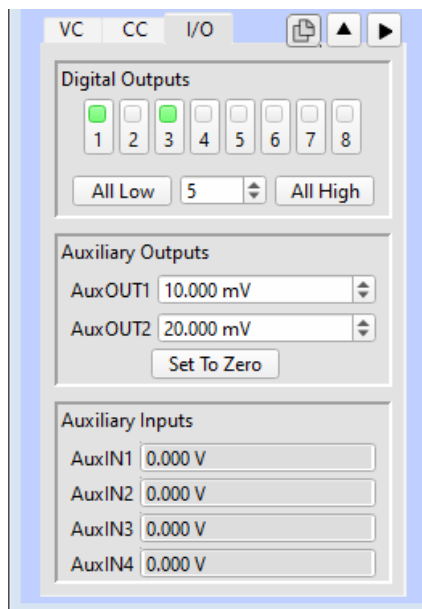 VC CC I/O
Digital Outputs
1 2 3 4 5 6 7 8
All Low 5 All High
Auxiliary Outputs
AuxOUT1 10.000 mV
AuxOUT2 20.000 mV
Set To Zero
Auxiliary Inputs
AuxIN1 0.000 V
AuxIN2 0.000 V
AuxIN3 0.000 V
AuxIN4 0.000 V